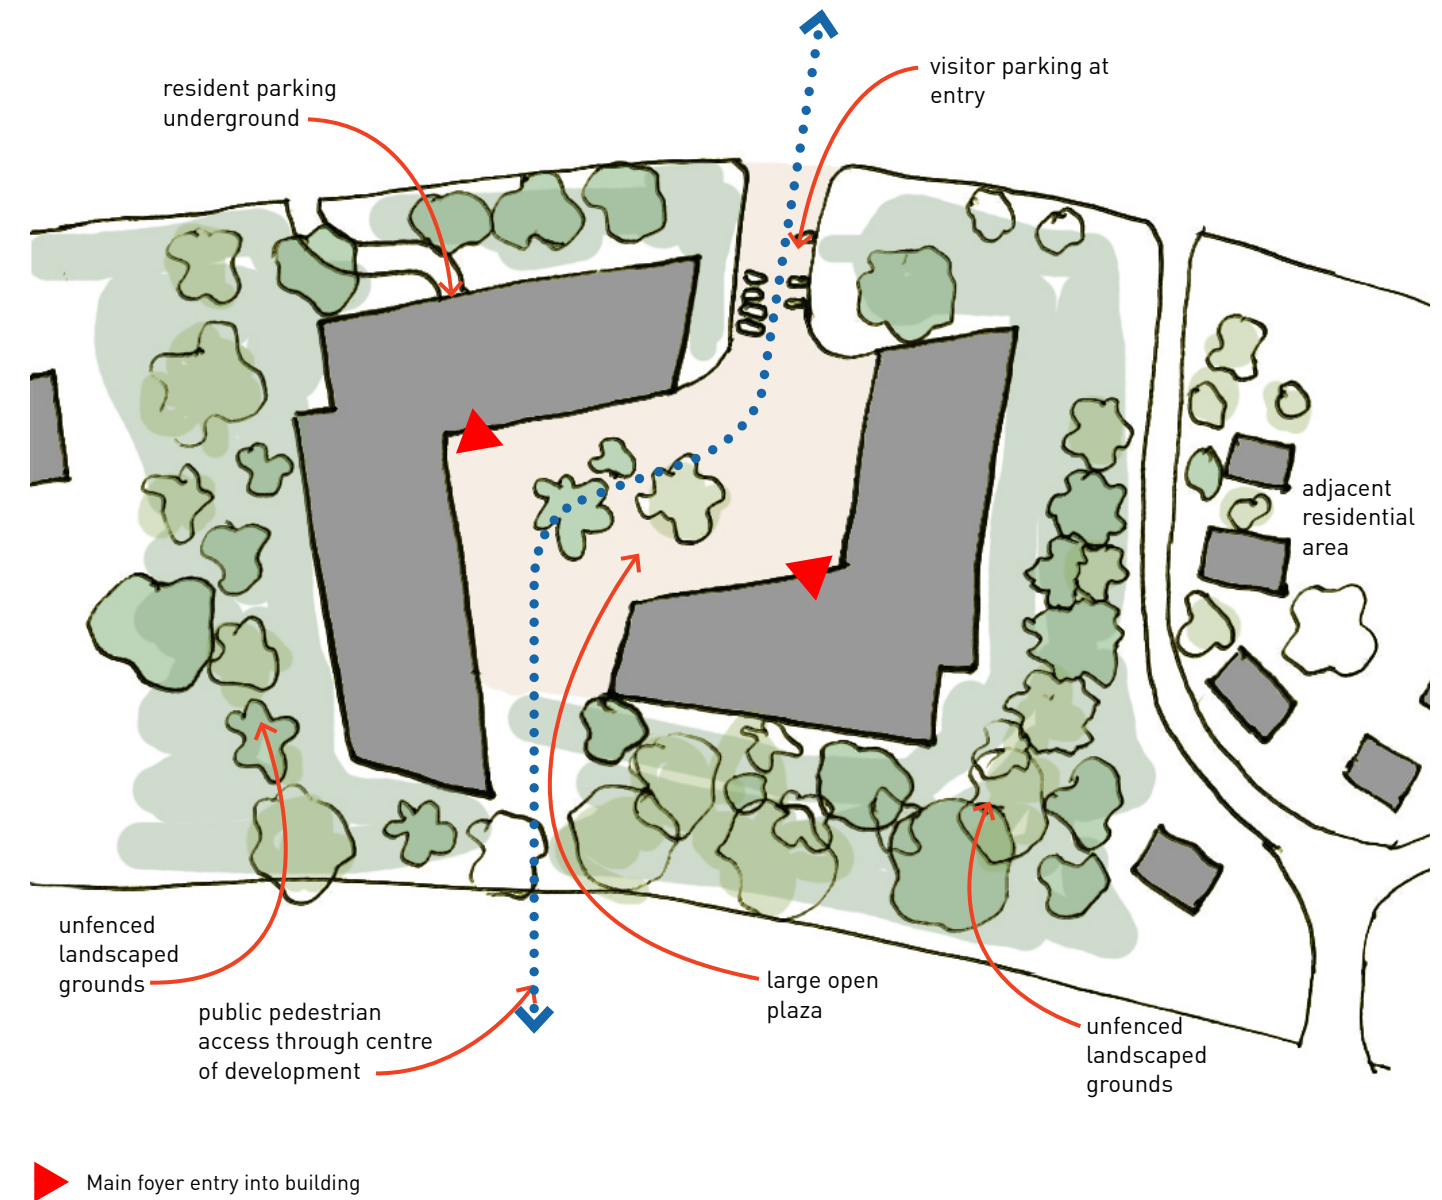 resident parking
underground
visitor parking at
entry
adjacent
residential
area
unfenced
landscaped
grounds
public pedestrian
access through centre
of development
large open
plaza
unfenced
landscaped
grounds
Main foyer entry into building